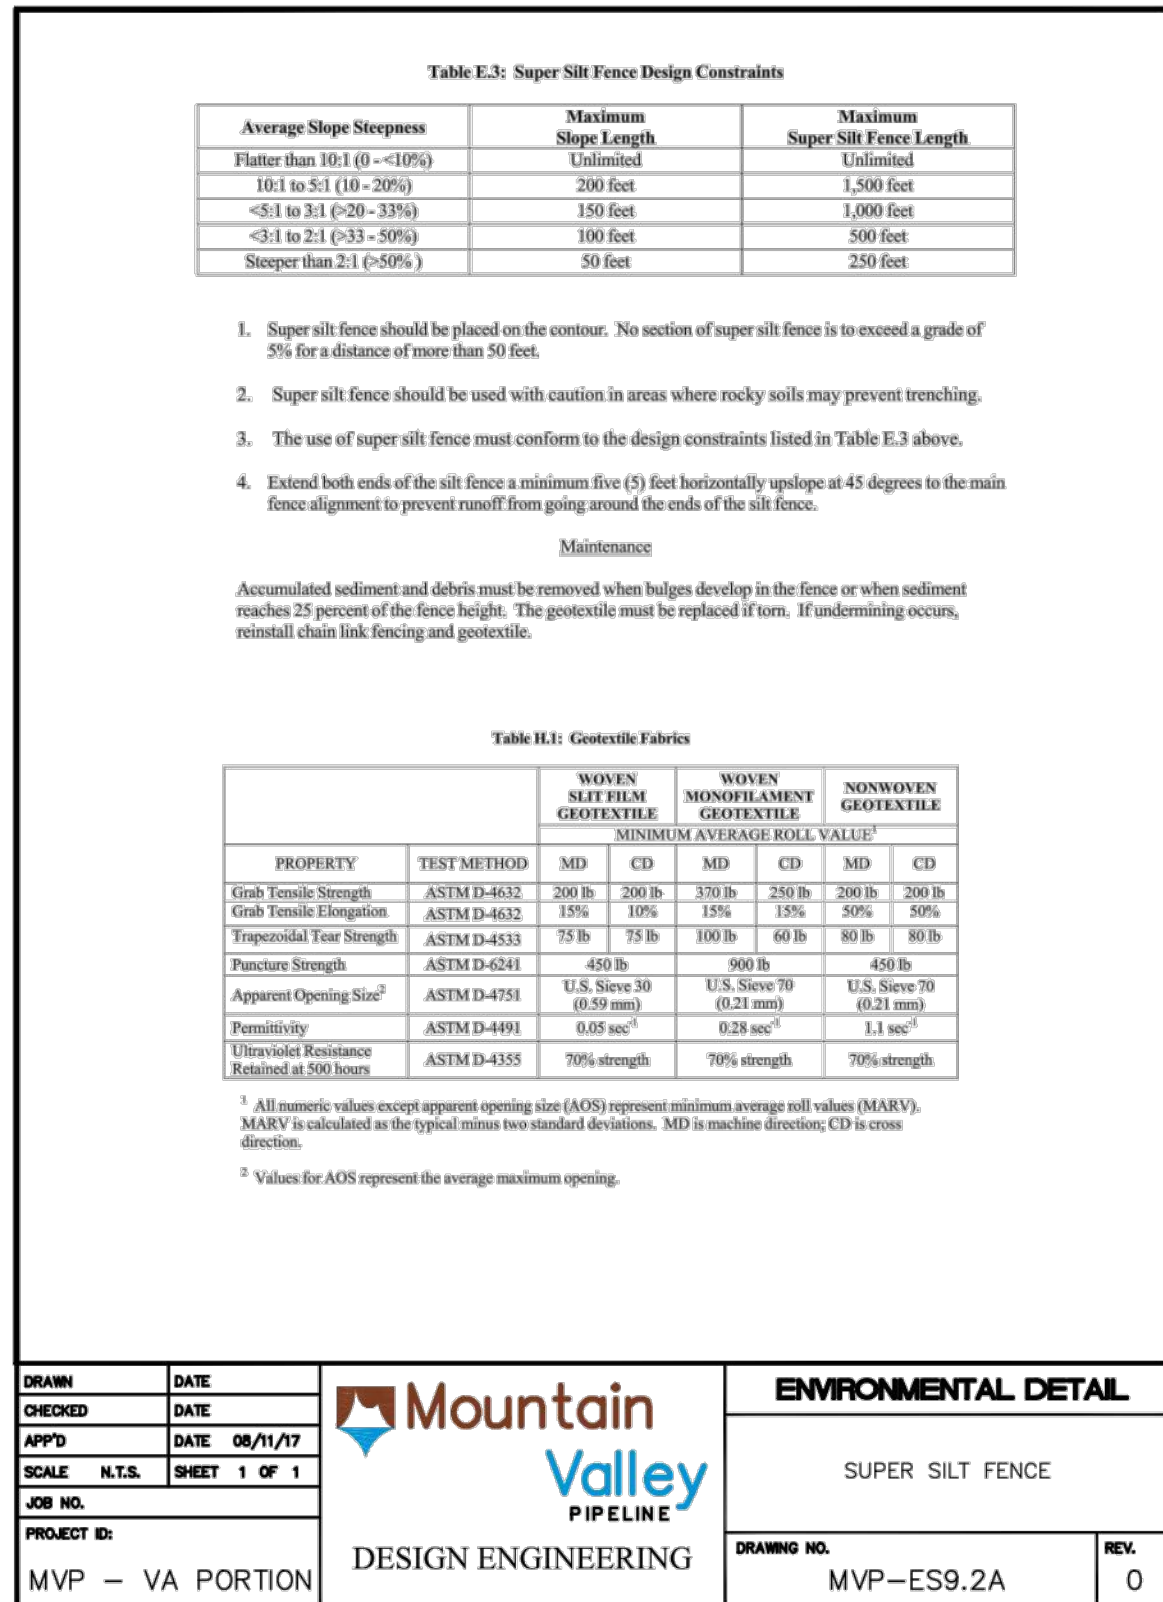 Table E.3: Super Silt Fence Design Constraints
Average Slope Steepness Maximum Slope Length Maximum Super Silt Fence Length
Flatter than 10:1 (0 - <10%) Unlimited Unlimited
10:1 to 5:1 (10 - 20%) 200 feet 1,500 feet
<5:1 to 3:1 (>20 - 33%) 150 feet 1,000 feet
<3:1 to 2:1 (>33 - 50%) 100 feet 500 feet
Steeper than 2:1 (>50% ) 50 feet 250 feet
1. Super silt fence should be placed on the contour. No section of super silt fence is to exceed a grade of
5% for a distance of more than 50 feet.
2. Super silt fence should be used with caution in areas where rocky soils may prevent trenching.
3. The use of super silt fence must conform to the design constraints listed in Table E.3 above.
4. Extend both ends of the silt fence a minimum five (5) feet horizontally upslope at 45 degrees to the main
fence alignment to prevent runoff from going around the ends of the silt fence.
Maintenance
Accumulated sediment and debris must be removed when bulges develop in the fence or when sediment
reaches 25 percent of the fence height. The geotextile must be replaced if torn. If undermining occurs,
reinstall chain link fencing and geotextile.
Table H.1: Geotextile Fabrics
WOVEN SLIT FILM GEOTEXTILE WOVEN MONOFILAMENT GEOTEXTILE NONWOVEN GEOTEXTILE
MINIMUM AVERAGE ROLL VALUE¹
PROPERTY TEST METHOD MD CD MD CD MD CD
Grab Tensile Strength ASTM D-4632 200 lb 200 lb 370 lb 250 lb 200 lb 200 lb
Grab Tensile Elongation ASTM D-4632 15% 10% 15% 15% 50% 50%
Trapezoidal Tear Strength ASTM D-4533 75 lb 75 lb 100 lb 60 lb 80 lb 80 lb
Puncture Strength ASTM D-6241 450 lb 900 lb 450 lb
Apparent Opening Size² ASTM D-4751 U.S. Sieve 30 (0.59 mm) U.S. Sieve 70 (0.21 mm) U.S. Sieve 70 (0.21 mm)
Permittivity ASTM D-4491 0.05 sec⁻¹ 0.28 sec⁻¹ 1.1 sec⁻¹
Ultraviolet Resistance Retained at 500 hours ASTM D-4355 70% strength 70% strength 70% strength
¹ All numeric values except apparent opening size (AOS) represent minimum average roll values (MARV).
MARV is calculated as the typical minus two standard deviations. MD is machine direction; CD is cross
direction.
² Values for AOS represent the average maximum opening.
DRAWN DATE
CHECKED DATE
APP'D DATE 08/11/17
SCALE N.T.S. SHEET 1 OF 1
JOB NO.
PROJECT ID:
MVP – VA PORTION
Mountain
Valley
PIPELINE
DESIGN ENGINEERING
ENVIRONMENTAL DETAIL
SUPER SILT FENCE
DRAWING NO.
MVP-ES9.2A
REV.
0